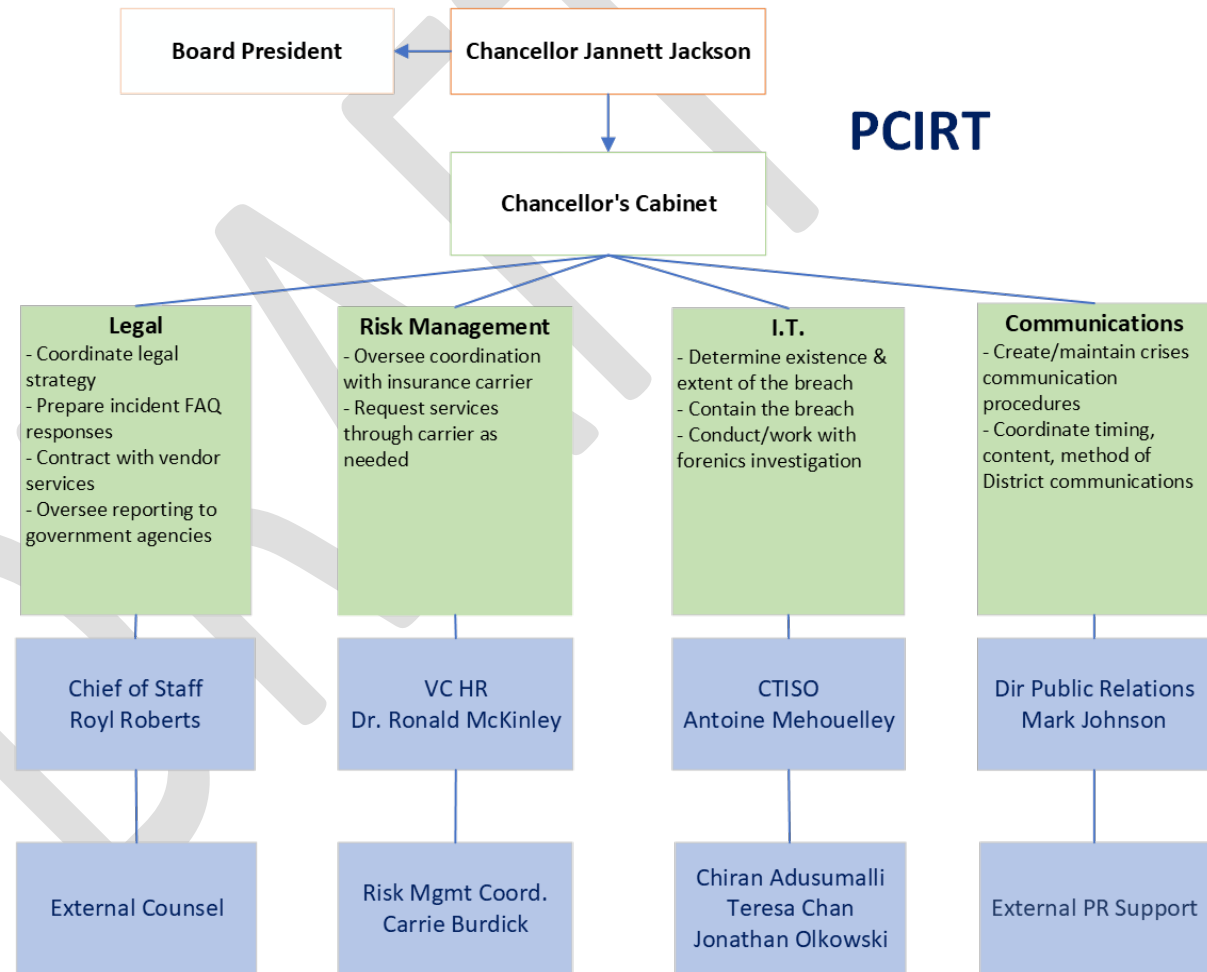 Board President
Chancellor Jannett Jackson
PCIRT
Chancellor's Cabinet
Legal
- Coordinate legal
strategy
- Prepare incident FAQ
responses
- Contract with vendor
services
- Oversee reporting to
government agencies
Risk Management
- Oversee coordination
with insurance carrier
- Request services
through carrier as
needed
I.T.
- Determine existence &
extent of the breach
- Contain the breach
- Conduct/work with
forenics investigation
Communications
- Create/maintain crises
communication
procedures
- Coordinate timing,
content, method of
District communications
Chief of Staff
Royl Roberts
VC HR
Dr. Ronald McKinley
CTISO
Antoine Mehouelley
Dir Public Relations
Mark Johnson
External Counsel
Risk Mgmt Coord.
Carrie Burdick
Chiran Adusumalli
Teresa Chan
Jonathan Olkowski
External PR Support